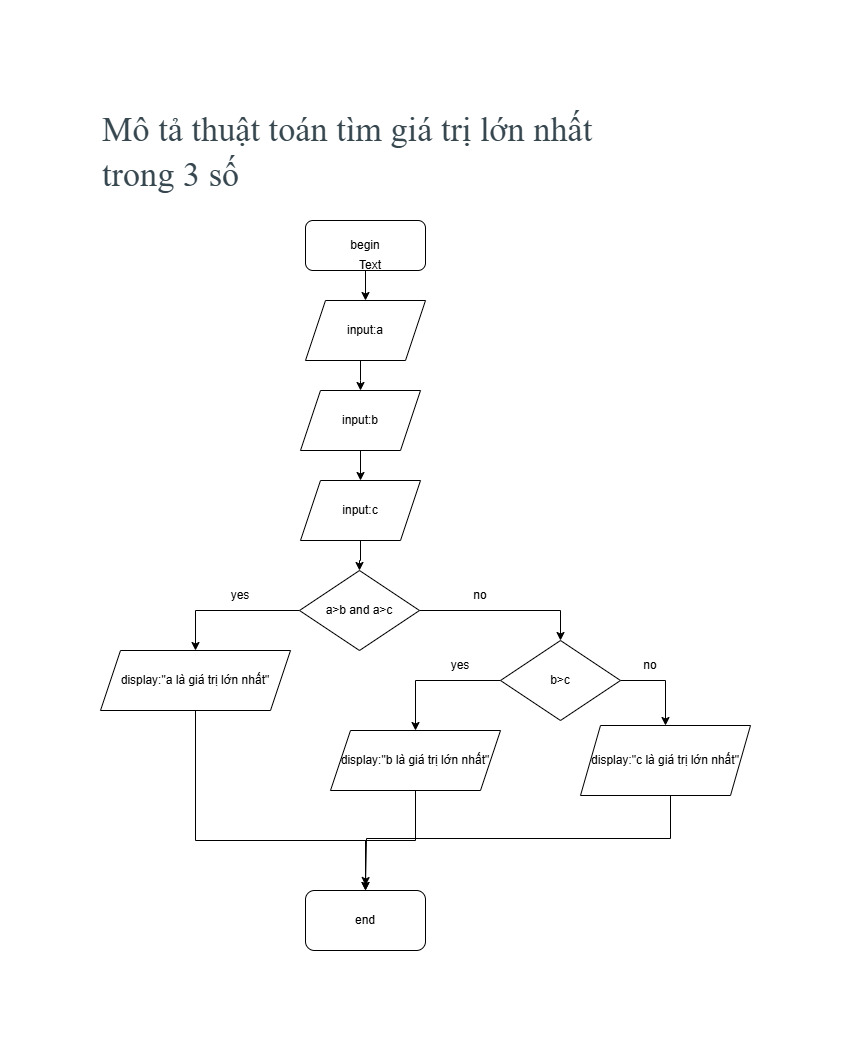 Mô tả thuật toán tìm giá trị lớn nhất
trong 3 số
begin
Text
input:a
input:b
input:c
yes
a>b and a>c
no
display:"a là giá trị lớn nhất"
yes
b>c
no
display:"b là giá trị lớn nhất"
display:"c là giá trị lớn nhất"
end